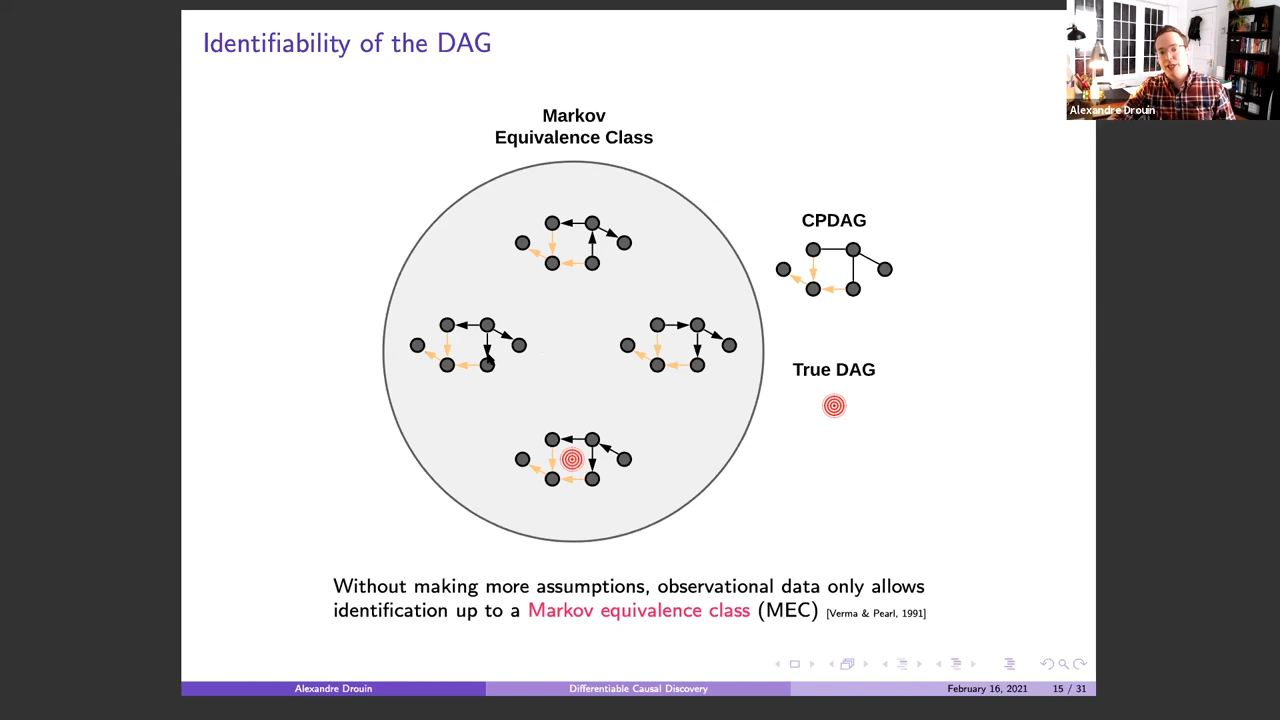 Identifiability of the DAG
Alexandre Drouin
Markov
Equivalence Class
CPDAG
True DAG
Without making more assumptions, observational data only allows
identification up to a Markov equivalence class (MEC) [Verma & Pearl, 1991]
Alexandre Drouin
Differentiable Causal Discovery
February 16, 2021
15 / 31